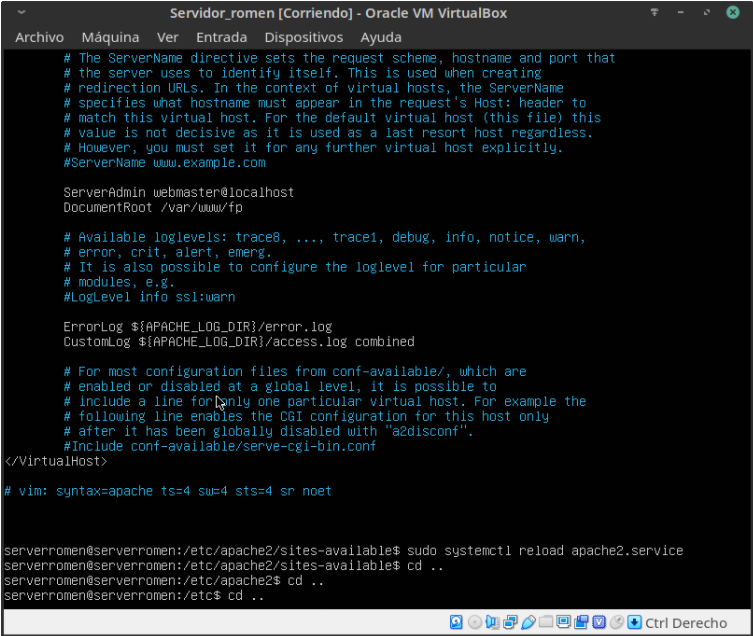 Servidor_romen [Corriendo] - Oracle VM VirtualBox
Archivo Máquina Ver Entrada Dispositivos Ayuda
# The ServerName directive sets the request scheme, hostname and port that
# the server uses to identify itself. This is used when creating
# redirection URLs. In the context of virtual hosts, the ServerName
# specifies what hostname must appear in the request's Host: header to
# match this virtual host. For the default virtual host (this file) this
# value is not decisive as it is used as a last resort host regardless.
# However, you must set it for any further virtual host explicitly.
#ServerName www.example.com
ServerAdmin webmaster@localhost
DocumentRoot /var/www/fp
# Available loglevels: trace8, ..., trace1, debug, info, notice, warn,
# error, crit, alert, emerg.
# It is also possible to configure the loglevel for particular
# modules, e.g.
#LogLevel info ssl:warn
ErrorLog ${APACHE_LOG_DIR}/error.log
CustomLog ${APACHE_LOG_DIR}/access.log combined
# For most configuration files from conf-available/, which are
# enabled or disabled at a global level, it is possible to
# include a line for only one particular virtual host. For example the
# following line enables the CGI configuration for this host only
# after it has been globally disabled with "a2disconf".
#Include conf-available/serve-cgi-bin.conf
</VirtualHost>
# vim: syntax=apache ts=4 sw=4 sts=4 sr noet
serverromen@serverromen:/etc/apache2/sites-available$ sudo systemctl reload apache2.service
serverromen@serverromen:/etc/apache2/sites-available$ cd ..
serverromen@serverromen:/etc/apache2$ cd ..
serverromen@serverromen:/etc$ cd ..
Ctrl Derecho